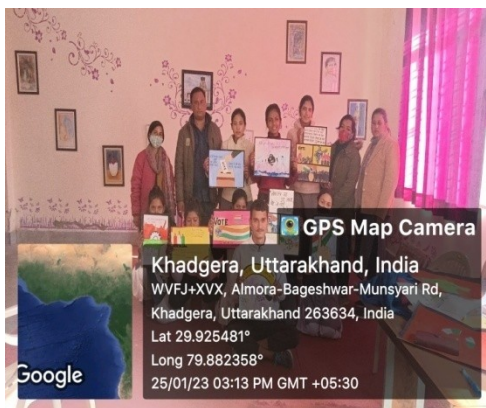 VOTE
GPS Map Camera
Khadgera, Uttarakhand, India
WVFJ+XVX, Almora-Bageshwar-Munsyari Rd,
Khadgera, Uttarakhand 263634, India
Lat 29.925481°
Long 79.882358°
25/01/23 03:13 PM GMT +05:30
Google